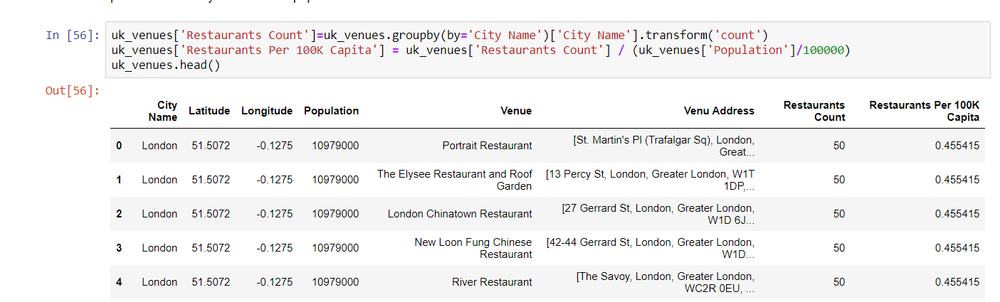 In [56]: uk_venues['Restaurants Count']=uk_venues.groupby(by='City Name')['City Name'].transform('count')
uk_venues['Restaurants Per 100K Capita'] = uk_venues['Restaurants Count'] / (uk_venues['Population']/100000)
uk_venues.head()
Out[56]:
City Name Latitude Longitude Population Venue Venu Address Restaurants Count Restaurants Per 100K Capita
0 London 51.5072 -0.1275 10979000 Portrait Restaurant [St. Martin's Pl (Trafalgar Sq), London, Great... 50 0.455415
1 London 51.5072 -0.1275 10979000 The Elysee Restaurant and Roof Garden [13 Percy St, London, Greater London, W1T 1DP,... 50 0.455415
2 London 51.5072 -0.1275 10979000 London Chinatown Restaurant [27 Gerrard St, London, Greater London, W1D 6J... 50 0.455415
3 London 51.5072 -0.1275 10979000 New Loon Fung Chinese Restaurant [42-44 Gerrard St, London, Greater London, W1D... 50 0.455415
4 London 51.5072 -0.1275 10979000 River Restaurant [The Savoy, London, Greater London, WC2R 0EU, ... 50 0.455415